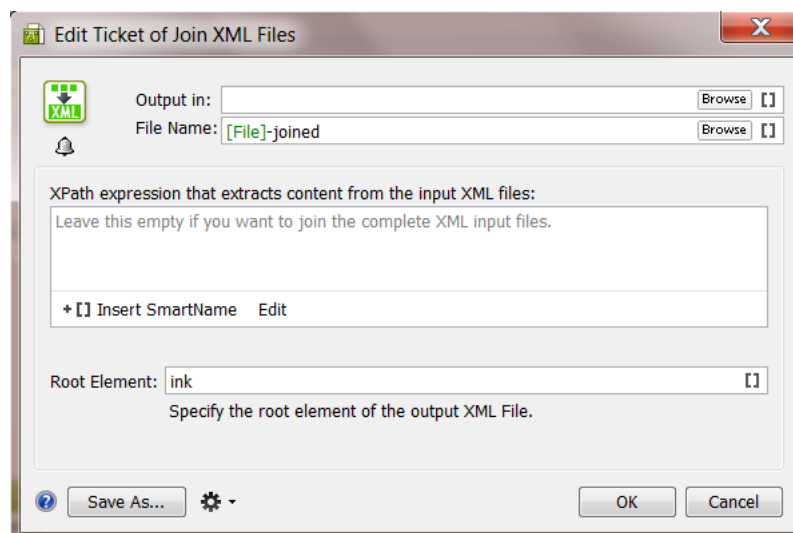 Edit Ticket of Join XML Files
XML
Output in: Browse []
File Name: [File]-joined Browse []
XPath expression that extracts content from the input XML files:
Leave this empty if you want to join the complete XML input files.
+[] Insert SmartName Edit
Root Element: ink []
Specify the root element of the output XML File.
? Save As... OK Cancel